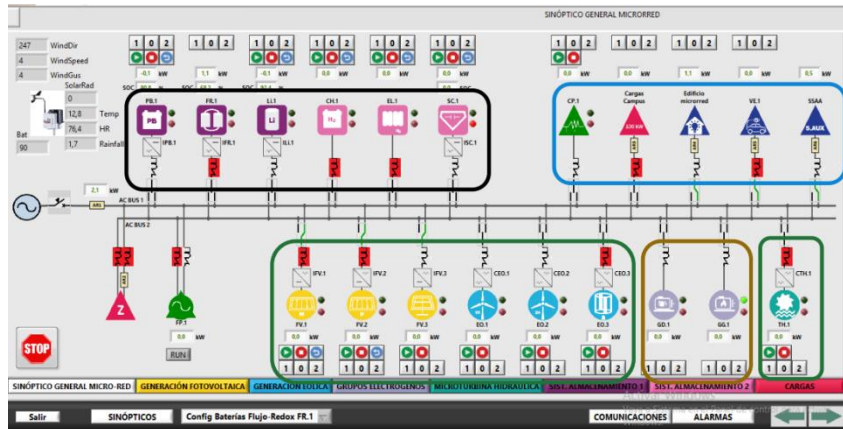 SINÓPTICO GENERAL MICRORRED
247 WindDir
4 WindSpeed
4 WindGus
SolarRad
0
12,8 Temp
76,4 HR
1,7 Rainfall
Bat
90
1 0 2 1 0 2 1 0 2 1 0 2 1 0 2 1 0 2 1 0 2 1 0 2 1 0 2 1 0 2
-0,1 kW 1,1 kW -0,1 kW 0,0 kW 0,0 kW 0,0 kW 0,0 kW 0,0 kW 1,1 kW 0,0 kW 0,5 kW
SOC SOC SOC SOC
PB.1 FR.1 LI.1 CH.1 EL.1 SC.1 CP.1 Cargas Campus Edificio microrred VE.1 SSAA
PB Li H₂ S.AUX
IPB.1 IFR.1 ILI.1 ISC.1
2,1 kW
AC BUS 1
AC BUS 2
IFV.1 IFV.2 IFV.3 CEO.1 CEO.2 CEO.3 CTH.1
Z
FP.1 FV.1 FV.2 FV.3 EO.1 EO.2 EO.3 GD.1 GG.1 TH.1
0,0 kW 0,0 kW 0,0 kW 0,0 kW 0,0 kW 0,0 kW 0,0 kW 0,0 kW 0,0 kW 0,0 kW
STOP
RUN
1 0 2 1 0 2 1 0 2 1 0 2 1 0 2 1 0 2 1 0 2 1 0 2 1 0 2
SINÓPTICO GENERAL MICRO-RED GENERACIÓN FOTOVOLTAICA GENERACIÓN EOLICA GRUPOS ELECTROGENOS MICROTURBINA HIDRAULICA SIST. ALMACENAMIENTO 1 SIST. ALMACENAMIENTO 2 CARGAS
Salir SINÓPTICOS Config Baterías Flujo-Redox FR.1 COMUNICACIONES ALARMAS